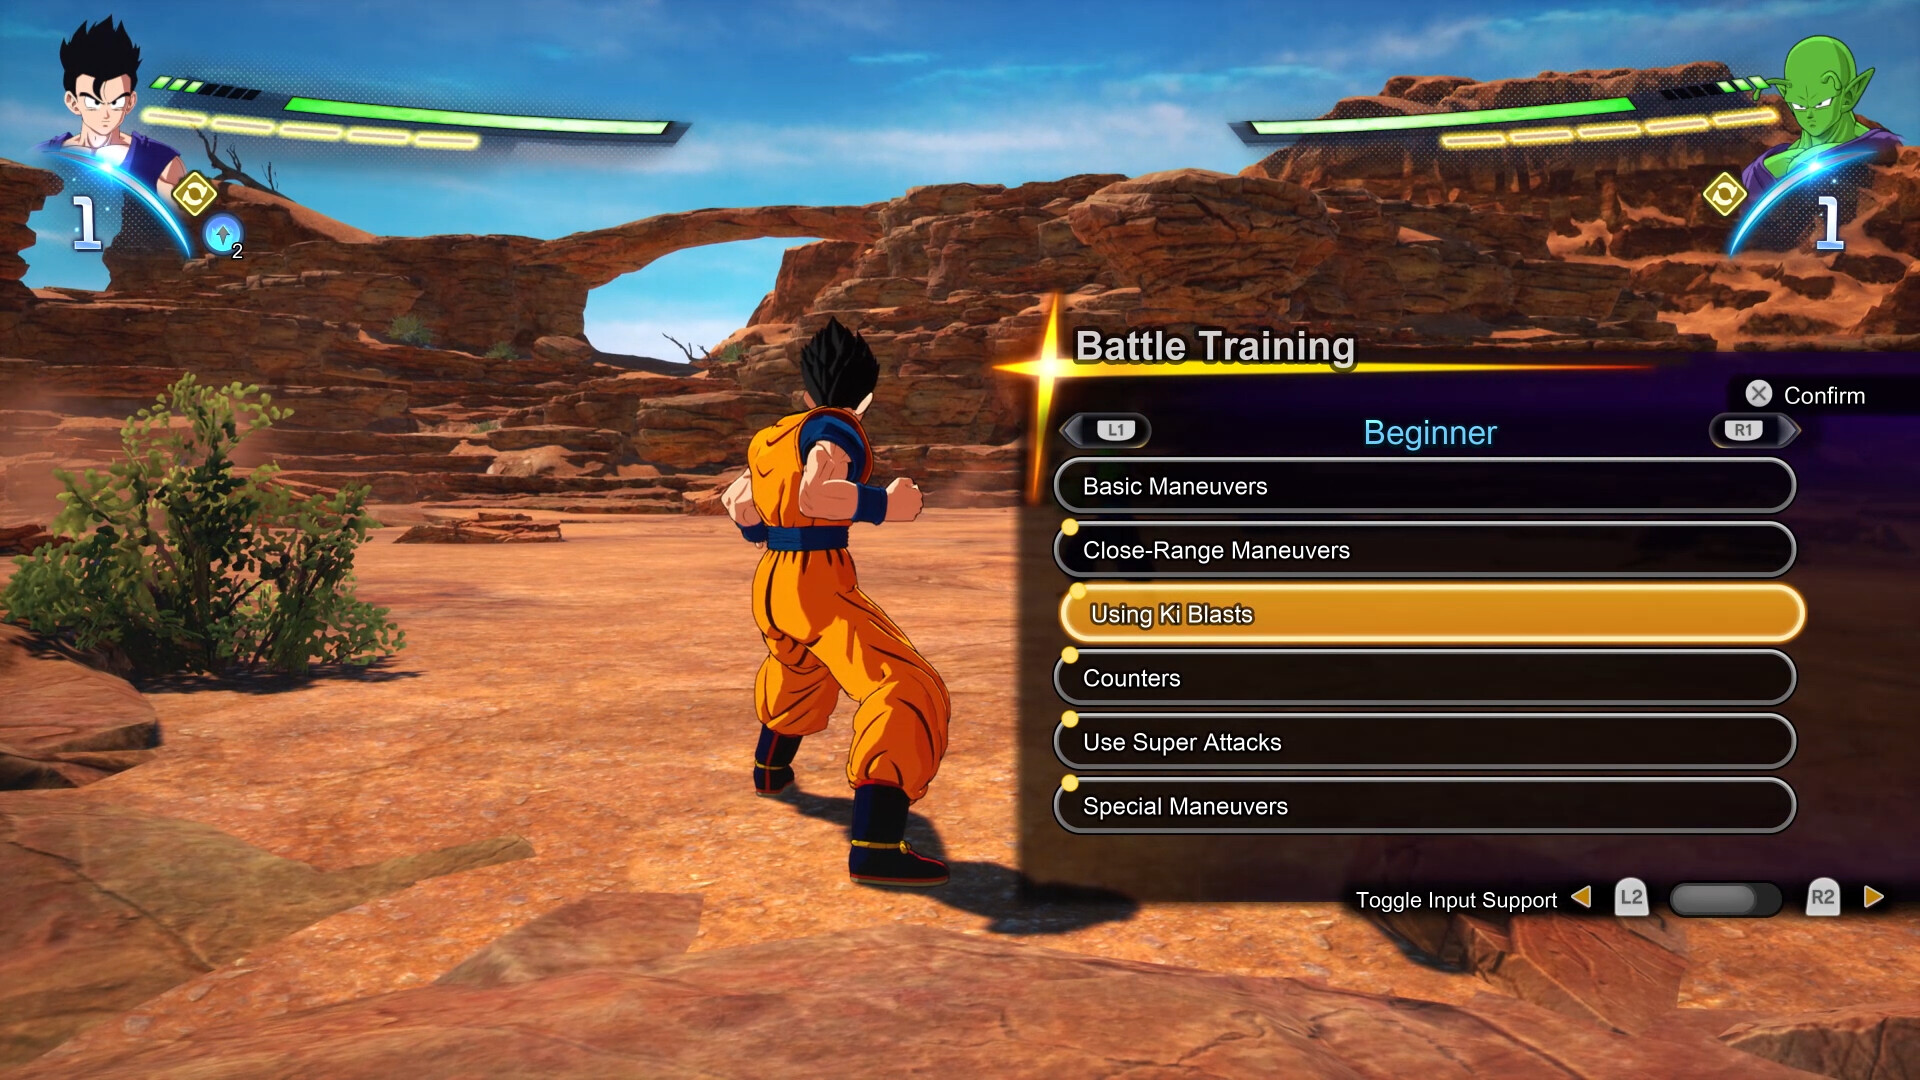 1
2
1
Battle Training
Confirm
L1
Beginner
R1
Basic Maneuvers
Close-Range Maneuvers
Using Ki Blasts
Counters
Use Super Attacks
Special Maneuvers
Toggle Input Support
L2
R2